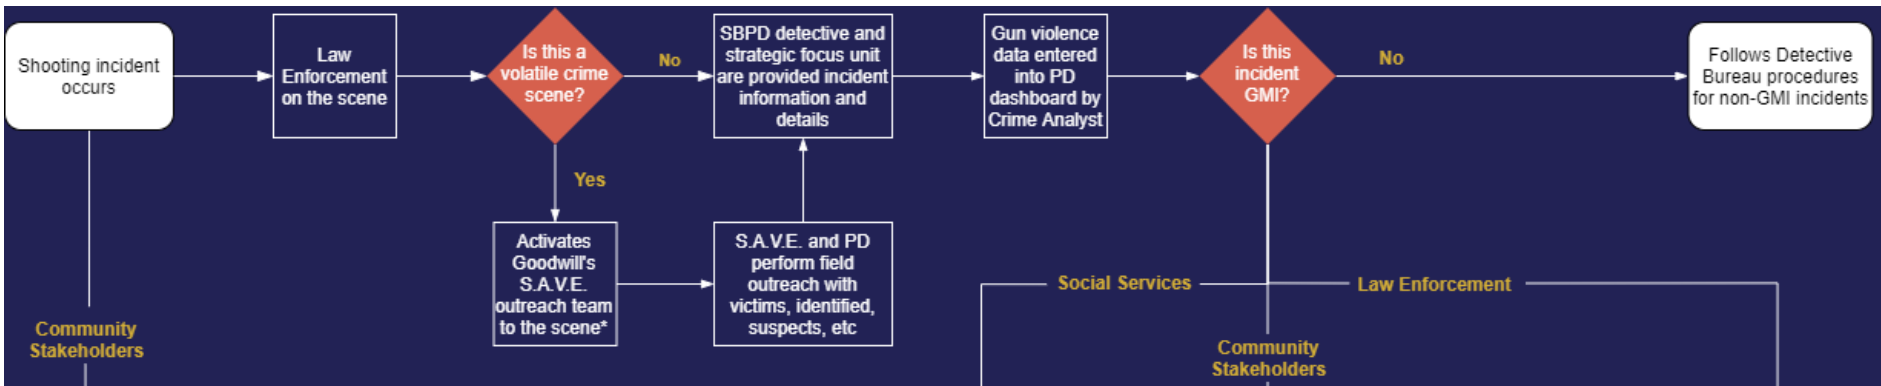 Shooting incident
occurs
Law
Enforcement
on the scene
Is this a
volatile crime
scene?
No
SBPD detective and
strategic focus unit
are provided incident
information and
details
Gun violence
data entered
into PD
dashboard by
Crime Analyst
Is this
incident
GMI?
No
Follows Detective
Bureau procedures
for non-GMI incidents
Yes
Activates
Goodwill's
S.A.V.E.
outreach team
to the scene*
S.A.V.E. and PD
perform field
outreach with
victims, identified,
suspects, etc
Social Services
Law Enforcement
Community
Stakeholders
Community
Stakeholders